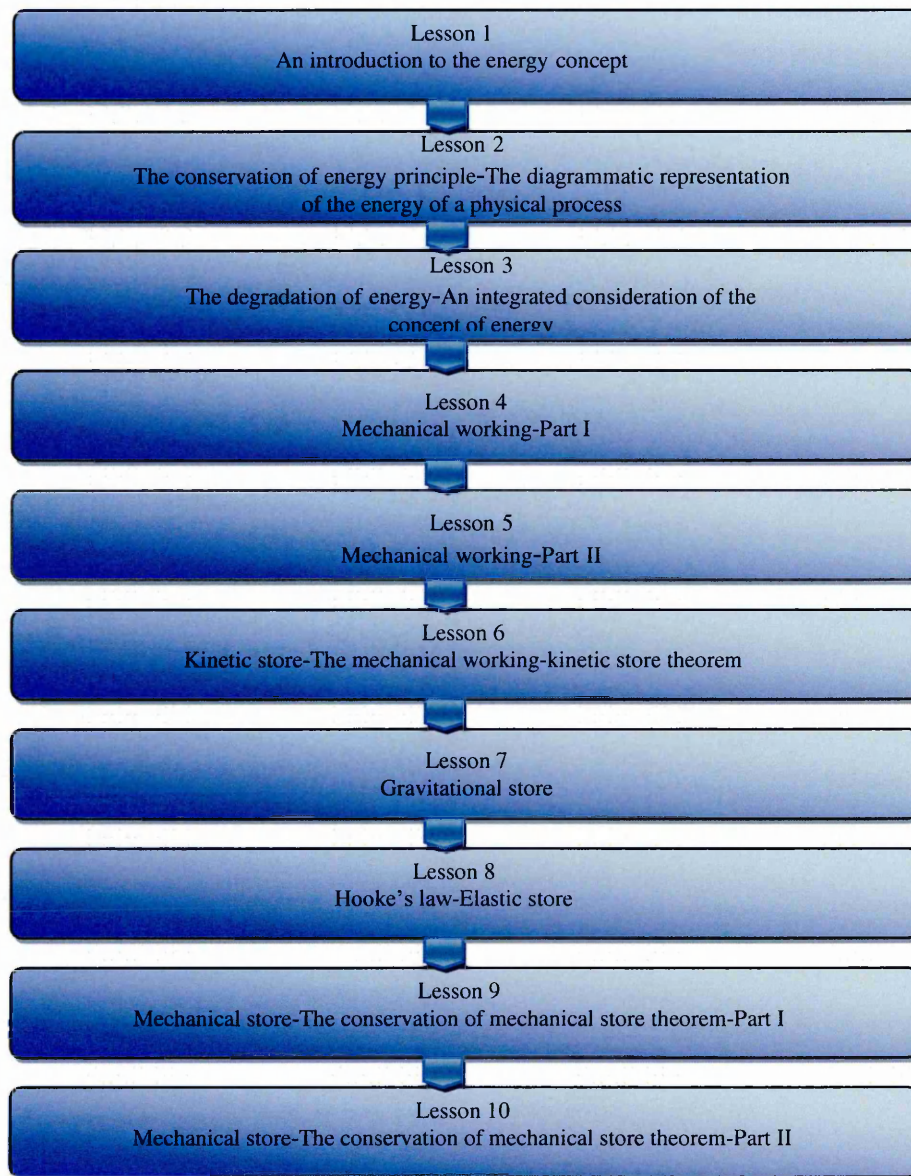 Lesson 1
An introduction to the energy concept
Lesson 2
The conservation of energy principle-The diagrammatic representation
of the energy of a physical process
Lesson 3
The degradation of energy-An integrated consideration of the
concept of energy
Lesson 4
Mechanical working-Part I
Lesson 5
Mechanical working-Part II
Lesson 6
Kinetic store-The mechanical working-kinetic store theorem
Lesson 7
Gravitational store
Lesson 8
Hooke's law-Elastic store
Lesson 9
Mechanical store-The conservation of mechanical store theorem-Part I
Lesson 10
Mechanical store-The conservation of mechanical store theorem-Part II